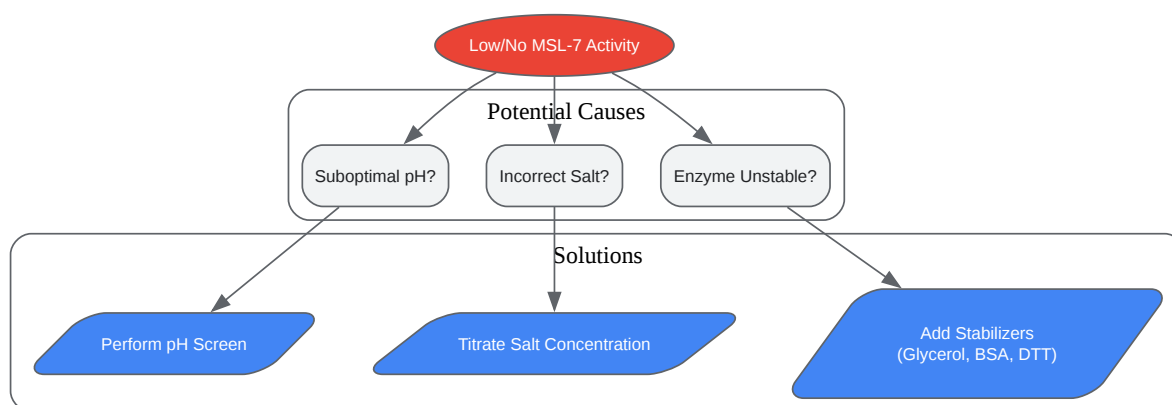 Low/No MSL-7 Activity
Potential Causes
Suboptimal pH?
Incorrect Salt?
Enzyme Unstable?
Solutions
Perform pH Screen
Titrate Salt Concentration
Add Stabilizers
(Glycerol, BSA, DTT)